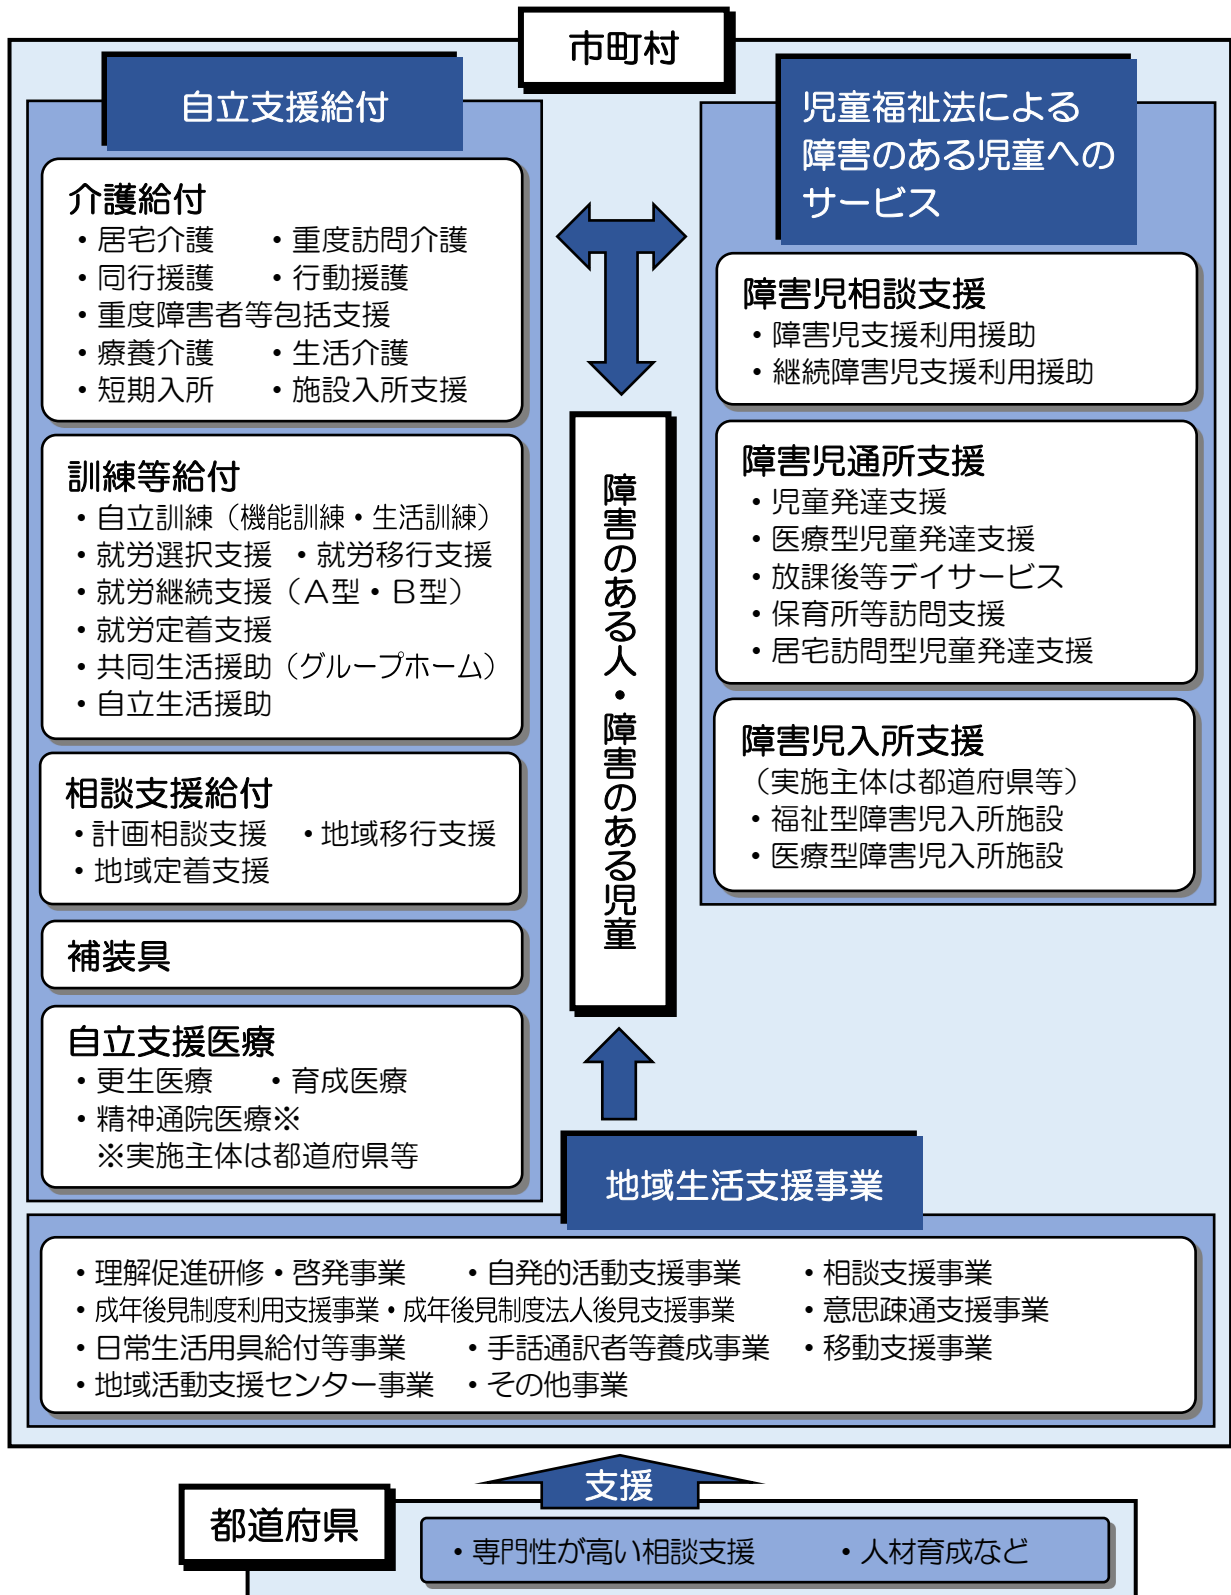 市町村
自立支援給付
介護給付
・居宅介護 ・重度訪問介護
・同行援護 ・行動援護
・重度障害者等包括支援
・療養介護 ・生活介護
・短期入所 ・施設入所支援
訓練等給付
・自立訓練（機能訓練・生活訓練）
・就労選択支援 ・就労移行支援
・就労継続支援（A型・B型）
・就労定着支援
・共同生活援助（グループホーム）
・自立生活援助
相談支援給付
・計画相談支援 ・地域移行支援
・地域定着支援
補装具
自立支援医療
・更生医療 ・育成医療
・精神通院医療※
※実施主体は都道府県等
障害のある人・障害のある児童
児童福祉法による
障害のある児童への
サービス
障害児相談支援
・障害児支援利用援助
・継続障害児支援利用援助
障害児通所支援
・児童発達支援
・医療型児童発達支援
・放課後等デイサービス
・保育所等訪問支援
・居宅訪問型児童発達支援
障害児入所支援
（実施主体は都道府県等）
・福祉型障害児入所施設
・医療型障害児入所施設
地域生活支援事業
・理解促進研修・啓発事業 ・自発的活動支援事業 ・相談支援事業
・成年後見制度利用支援事業・成年後見制度法人後見支援事業 ・意思疎通支援事業
・日常生活用具給付等事業 ・手話通訳者等養成事業 ・移動支援事業
・地域活動支援センター事業 ・その他事業
支援
都道府県
・専門性が高い相談支援 ・人材育成など